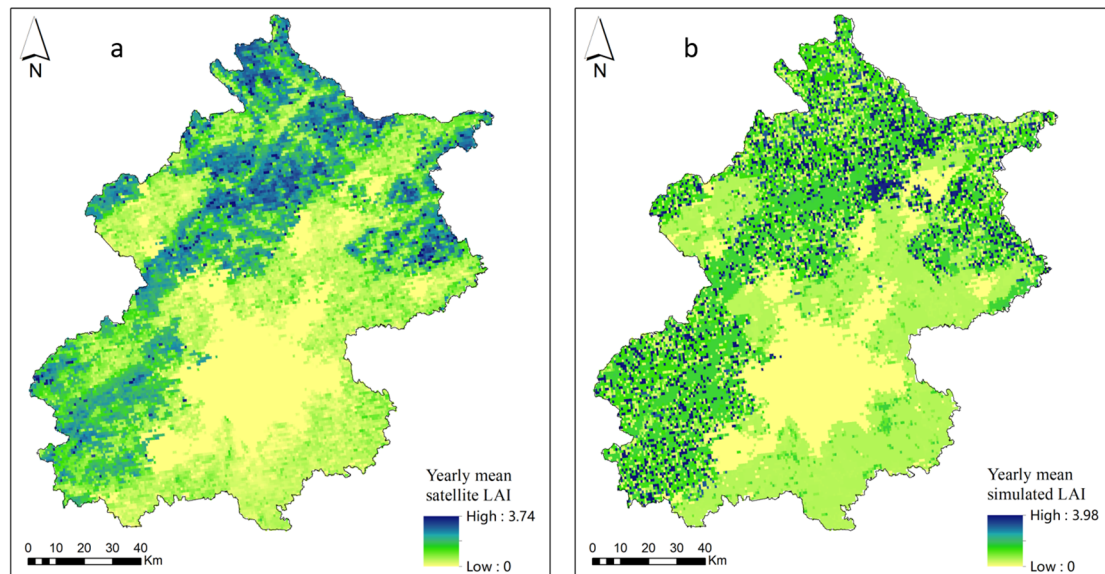 a
N
Yearly mean
satellite LAI
High : 3.74
Low : 0
0 10 20 30 40
Km
b
N
Yearly mean
simulated LAI
High : 3.98
Low : 0
0 10 20 30 40
Km